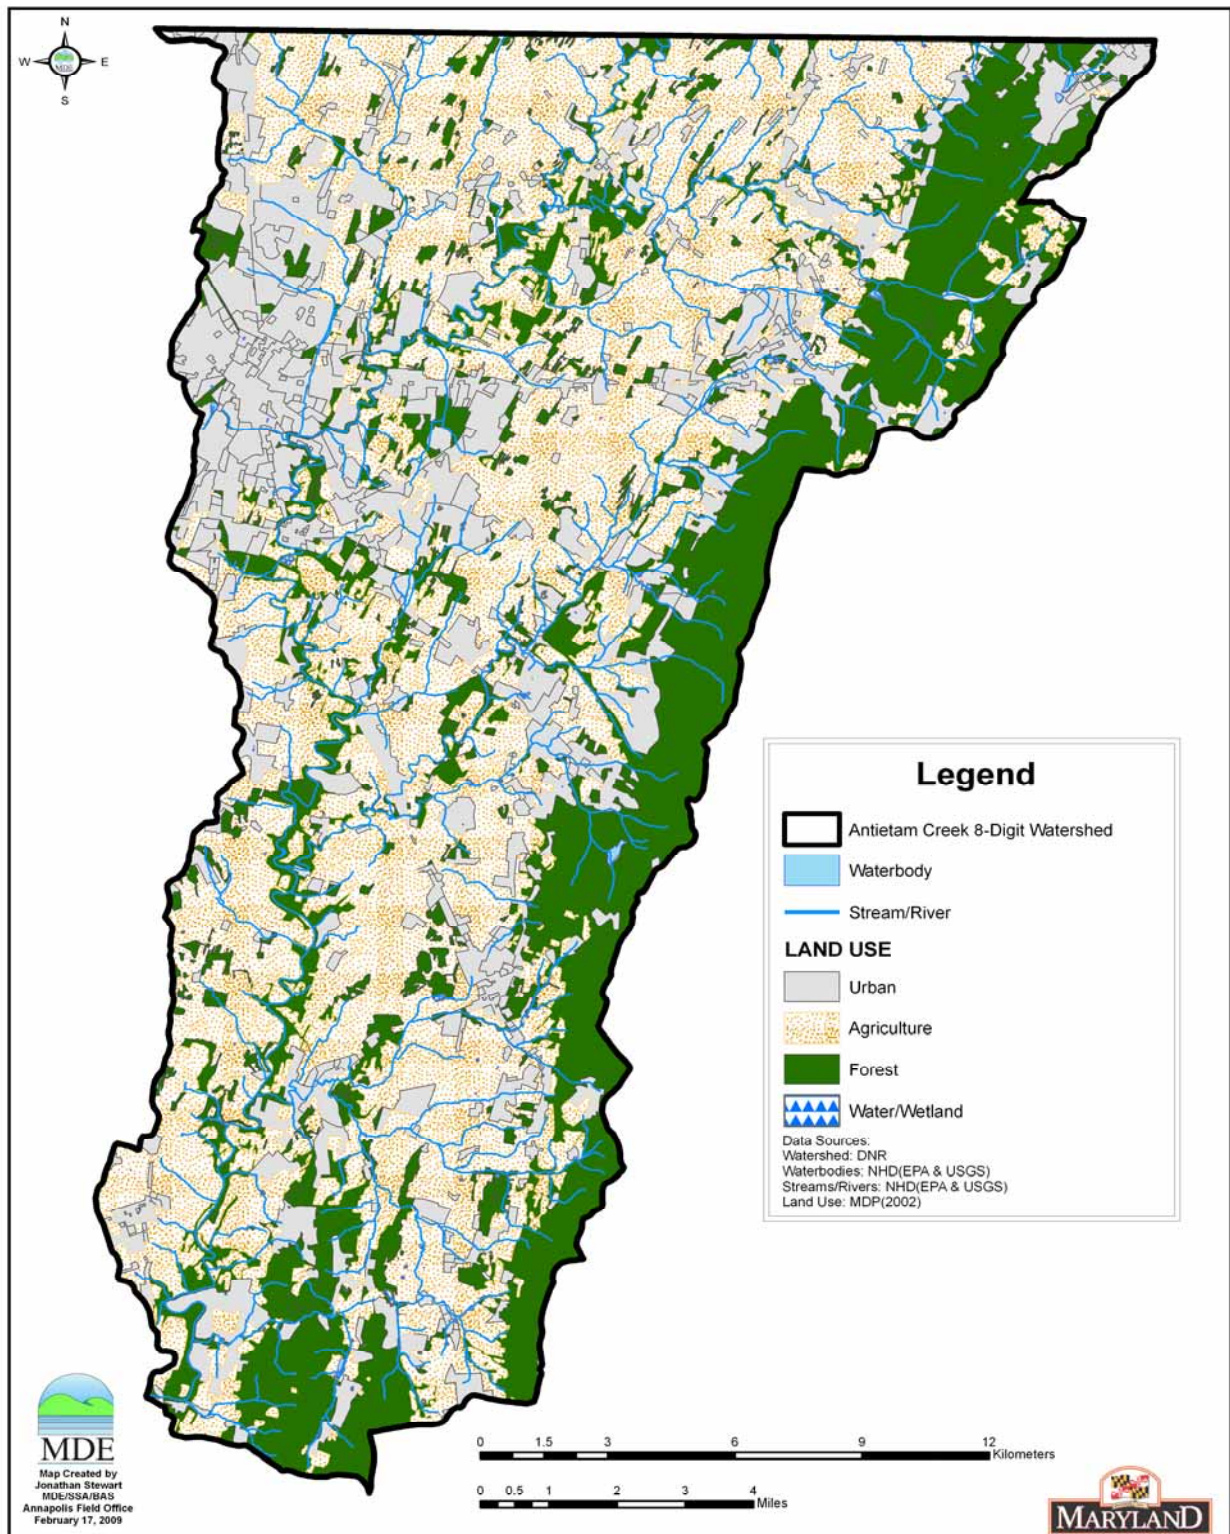 N
W
E
MDE
S
Legend
Antietam Creek 8-Digit Watershed
Waterbody
Stream/River
LAND USE
Urban
Agriculture
Forest
Water/Wetland
Data Sources:
Watershed: DNR
Waterbodies: NHD(EPA & USGS)
Streams/Rivers: NHD(EPA & USGS)
Land Use: MDP(2002)
MDE
Map Created by
Jonathan Stewart
MDE/SSA/BAS
Annapolis Field Office
February 17, 2009
0 1.5 3 6 9 12
Kilometers
0 0.5 1 2 3 4
Miles
MARYLAND